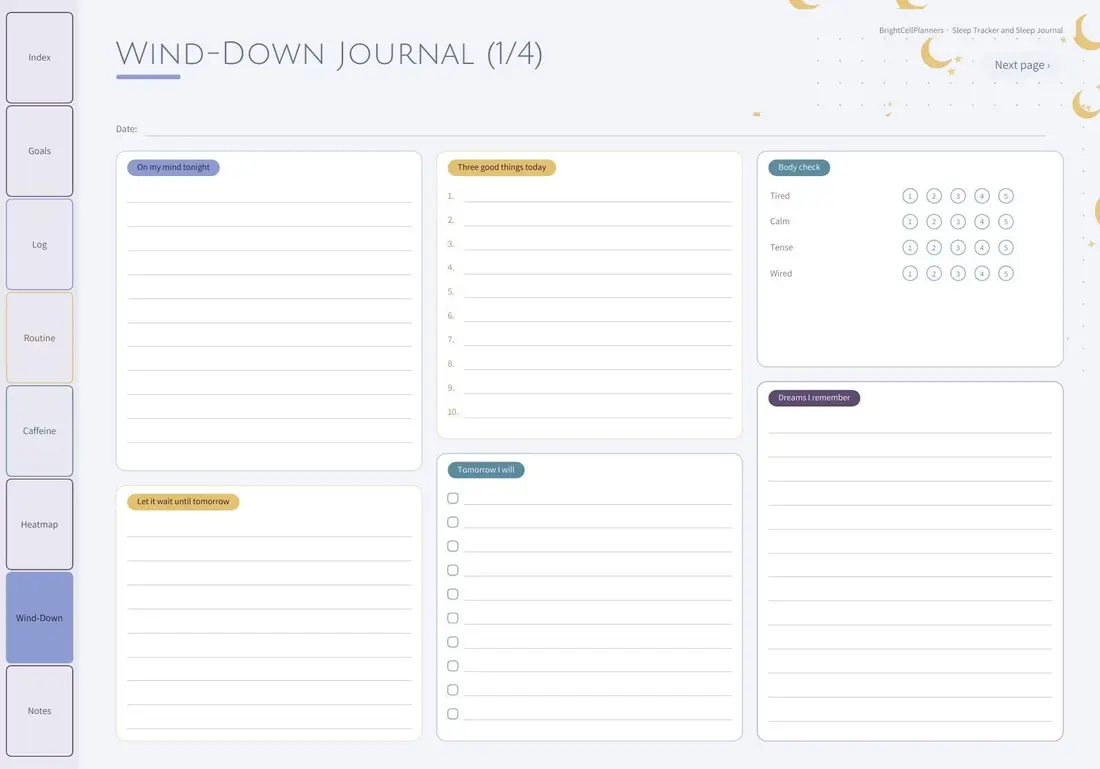 Index
Goals
Log
Routine
Caffeine
Heatmap
Wind-Down
Notes
Wind-Down Journal (1/4)
BrightCellPlanners · Sleep Tracker and Sleep Journal
Next page ›
Date:
On my mind tonight
Let it wait until tomorrow
Three good things today
1.
2.
3.
4.
5.
6.
7.
8.
9.
10.
Tomorrow I will
Body check
Tired 1 2 3 4 5
Calm 1 2 3 4 5
Tense 1 2 3 4 5
Wired 1 2 3 4 5
Dreams I remember